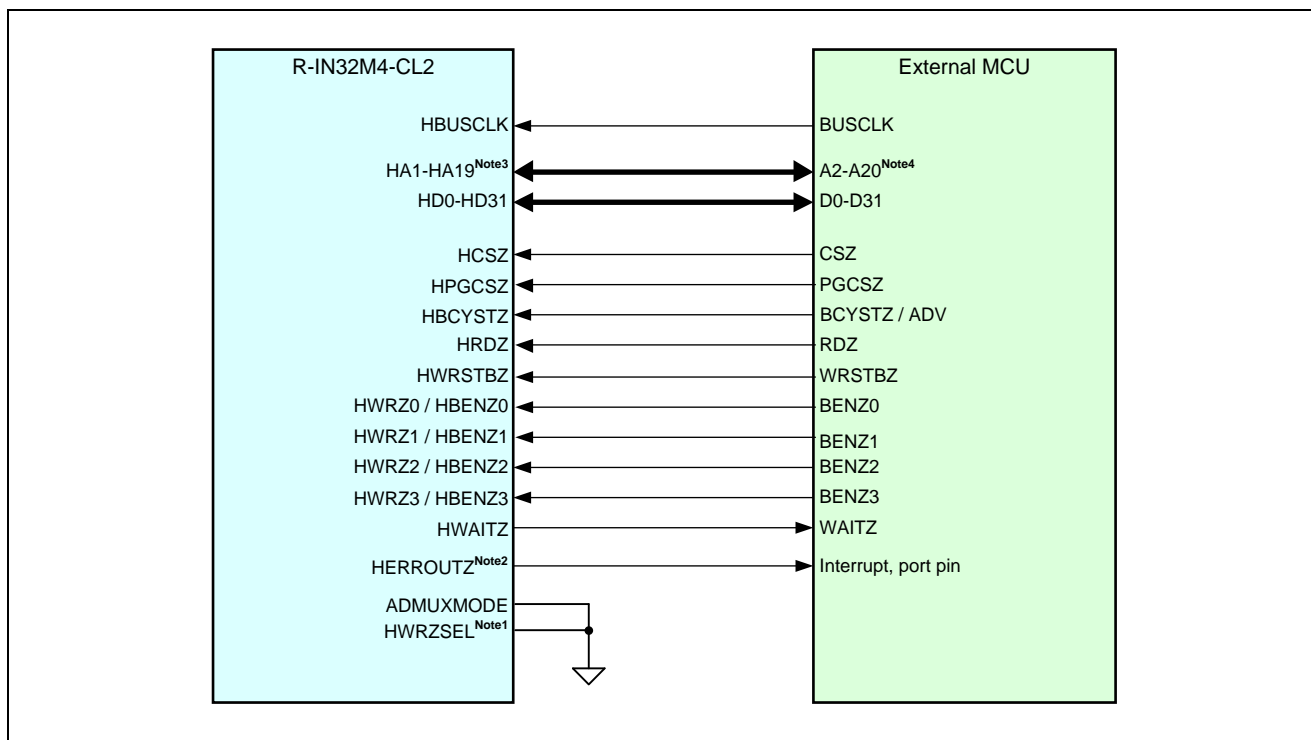 R-IN32M4-CL2 External MCU
HBUSCLK BUSCLK
HA1-HA19Note3 A2-A20Note4
HD0-HD31 D0-D31
HCSZ CSZ
HPGCSZ PGCSZ
HBCYSTZ BCYSTZ / ADV
HRDZ RDZ
HWRSTBZ WRSTBZ
HWRZ0 / HBENZ0 BENZ0
HWRZ1 / HBENZ1 BENZ1
HWRZ2 / HBENZ2 BENZ2
HWRZ3 / HBENZ3 BENZ3
HWAITZ WAITZ
HERROUTZNote2 Interrupt, port pin
ADMUXMODE
HWRZSELNote1